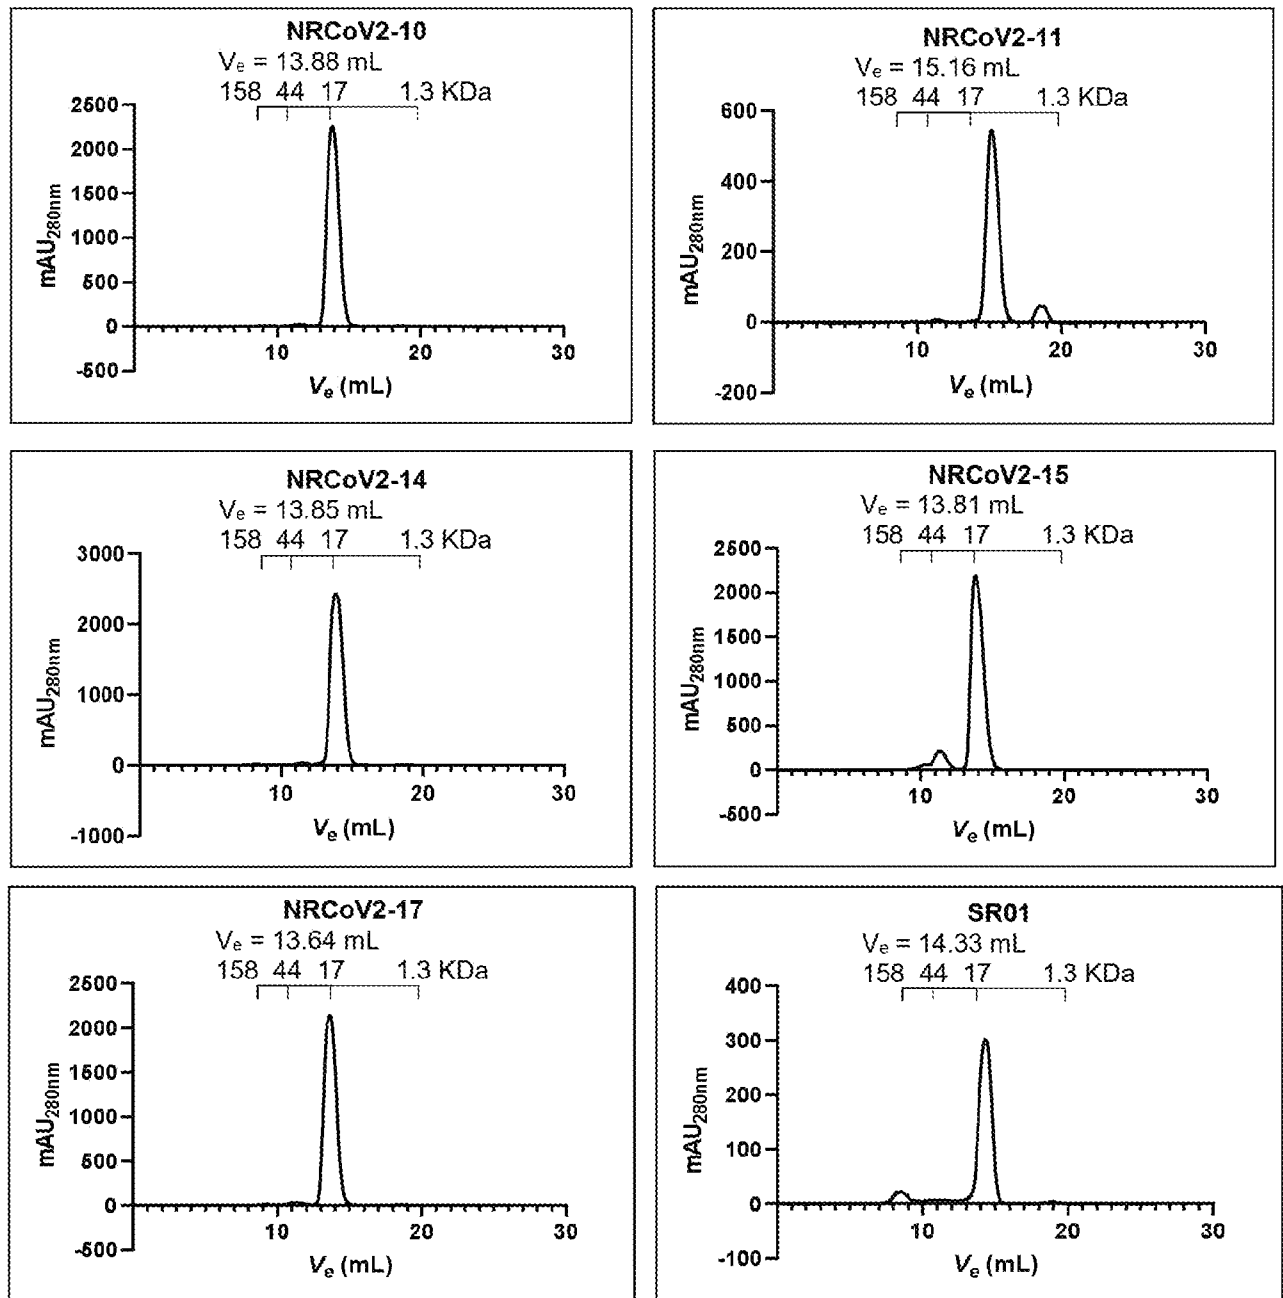 NRCoV2-10
Ve = 13.88 mL
158 44 17 1.3 KDa
2500
2000
1500
1000
500
0
-500
mAU280nm
10 20 30
Ve (mL)
NRCoV2-11
Ve = 15.16 mL
158 44 17 1.3 KDa
600
400
200
0
-200
mAU280nm
10 20 30
Ve (mL)
NRCoV2-14
Ve = 13.85 mL
158 44 17 1.3 KDa
3000
2000
1000
0
-1000
mAU280nm
10 20 30
Ve (mL)
NRCoV2-15
Ve = 13.81 mL
158 44 17 1.3 KDa
2500
2000
1500
1000
500
0
-500
mAU280nm
10 20 30
Ve (mL)
NRCoV2-17
Ve = 13.64 mL
158 44 17 1.3 KDa
2500
2000
1500
1000
500
0
-500
mAU280nm
10 20 30
Ve (mL)
SR01
Ve = 14.33 mL
158 44 17 1.3 KDa
400
300
200
100
0
-100
mAU280nm
10 20 30
Ve (mL)